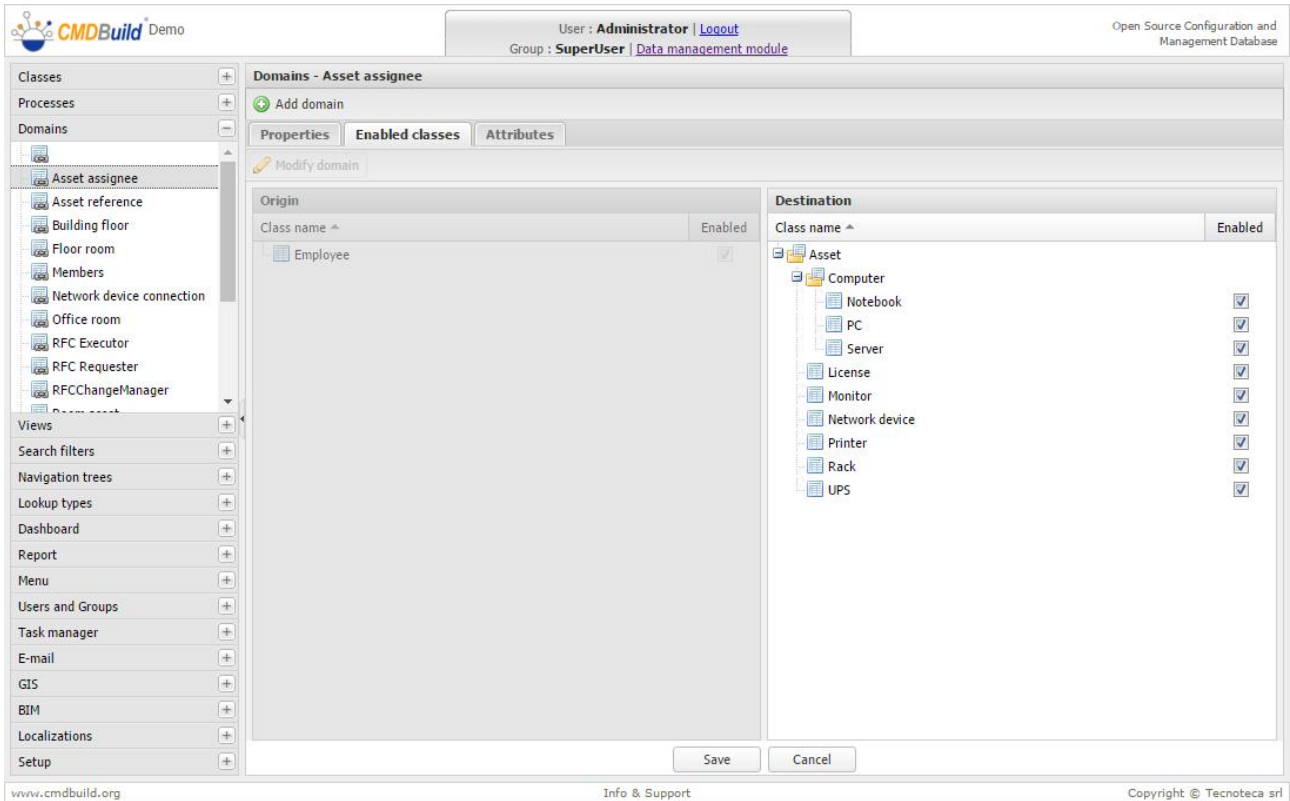 CMDBuild Demo
User : Administrator | Logout
Group : SuperUser | Data management module
Open Source Configuration and
Management Database
Classes
Processes
Domains
Asset assignee
Asset reference
Building floor
Floor room
Members
Network device connection
Office room
RFC Executor
RFC Requester
RFCChangeManager
Views
Search filters
Navigation trees
Lookup types
Dashboard
Report
Menu
Users and Groups
Task manager
E-mail
GIS
BIM
Localizations
Setup
Domains - Asset assignee
Add domain
Properties Enabled classes Attributes
Modify domain
Origin
Class name Enabled
Employee
Destination
Class name Enabled
Asset
Computer
Notebook
PC
Server
License
Monitor
Network device
Printer
Rack
UPS
Save Cancel
www.cmdbuild.org Info & Support Copyright © Tecnoteca srl